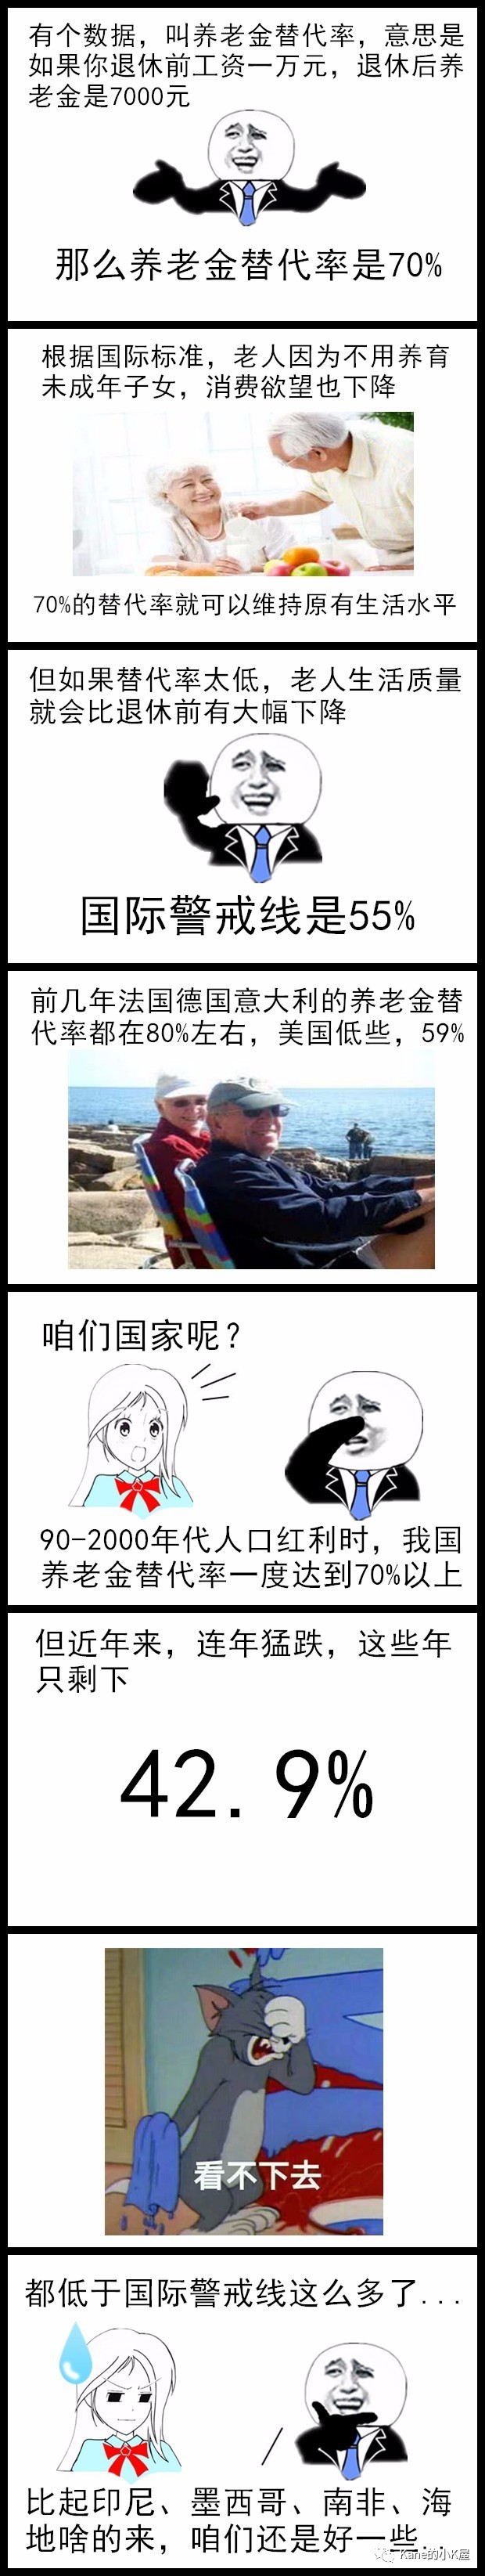 有个数据，叫养老金替代率，意思是
如果你退休前工资一万元，退休后养
老金是7000元
那么养老金替代率是70%
根据国际标准，老人因为不用养育
未成年子女，消费欲望也下降
70%的替代率就可以维持原有生活水平
但如果替代率太低，老人生活质量
就会比退休前有大幅下降
国际警戒线是55%
前几年法国德国意大利的养老金替
代率都在80%左右，美国低些，59%
咱们国家呢？
90-2000年代人口红利时，我国
养老金替代率一度达到70%以上
但近年来，连年猛跌，这些年
只剩下
42.9%
看不下去
都低于国际警戒线这么多了...
比起印尼、墨西哥、南非、海
地啥的来，咱们还是好一些..
Kane的小K屋